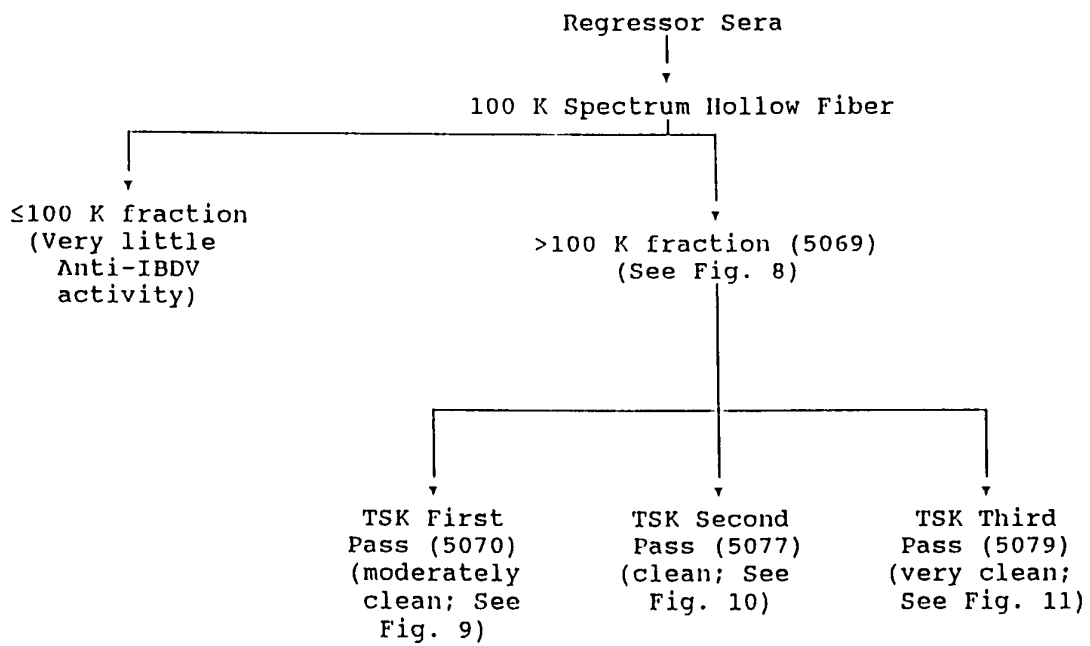 Regressor Sera
100 K Spectrum Hollow Fiber
≤100 K fraction
(Very little
Anti-IBDV
activity)
>100 K fraction (5069)
(See Fig. 8)
TSK First
Pass (5070)
(moderately
clean; See
Fig. 9)
TSK Second
Pass (5077)
(clean; See
Fig. 10)
TSK Third
Pass (5079)
(very clean;
See Fig. 11)